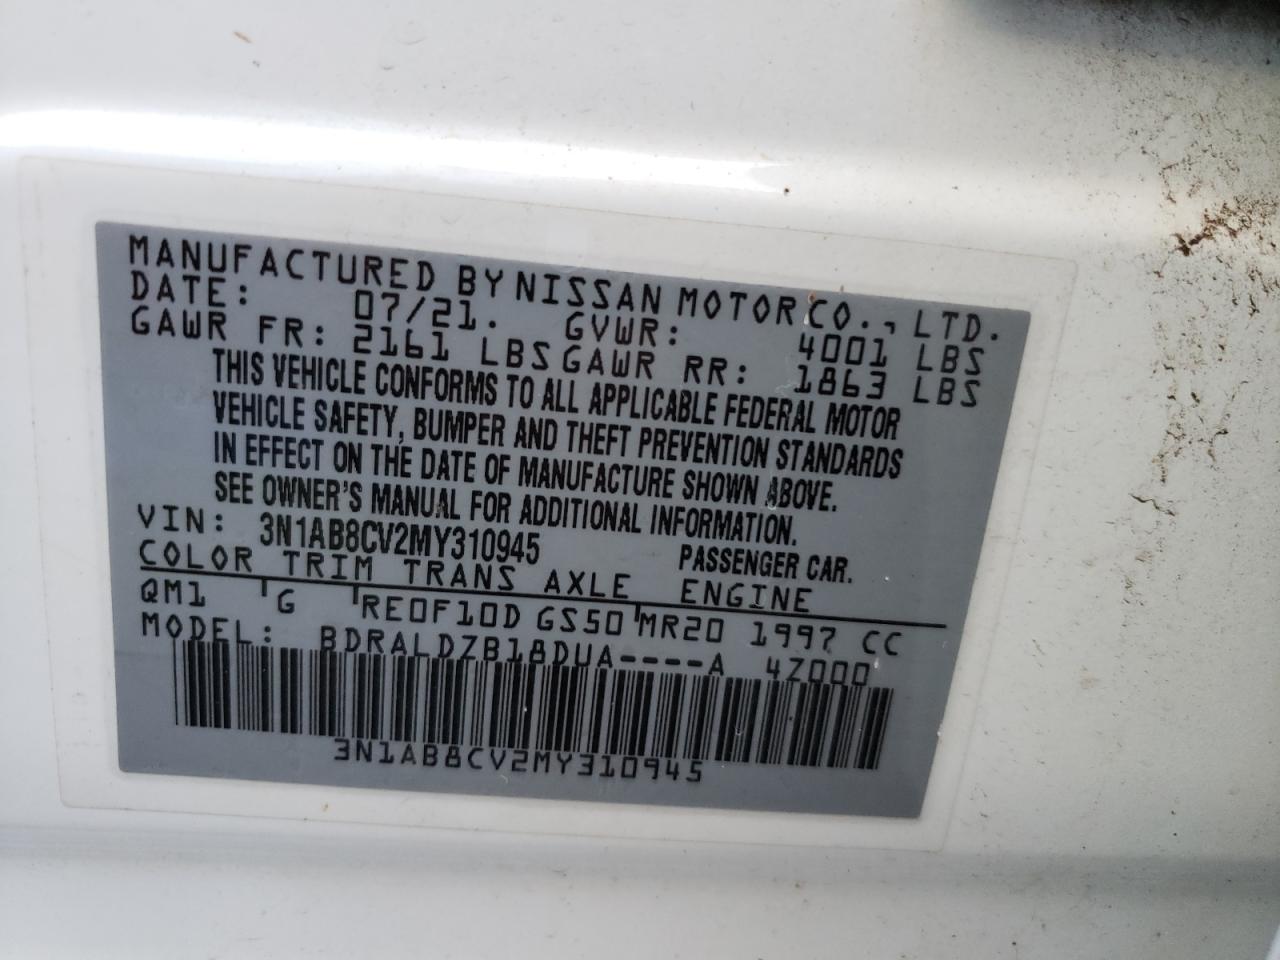 MANUFACTURED BY NISSAN MOTOR CO., LTD.
DATE: 07/21. GVWR: 4001 LBS
GAWR FR: 2161 LBS GAWR RR: 1863 LBS
THIS VEHICLE CONFORMS TO ALL APPLICABLE FEDERAL MOTOR
VEHICLE SAFETY, BUMPER AND THEFT PREVENTION STANDARDS
IN EFFECT ON THE DATE OF MANUFACTURE SHOWN ABOVE.
SEE OWNER'S MANUAL FOR ADDITIONAL INFORMATION.
VIN: 3N1AB8CV2MY310945 PASSENGER CAR.
COLOR TRIM TRANS AXLE ENGINE
QM1 G RE0F10D GS50 MR20 1997 CC
MODEL: BDRALDZB18DUA----A 4Z000
3N1AB8CV2MY310945